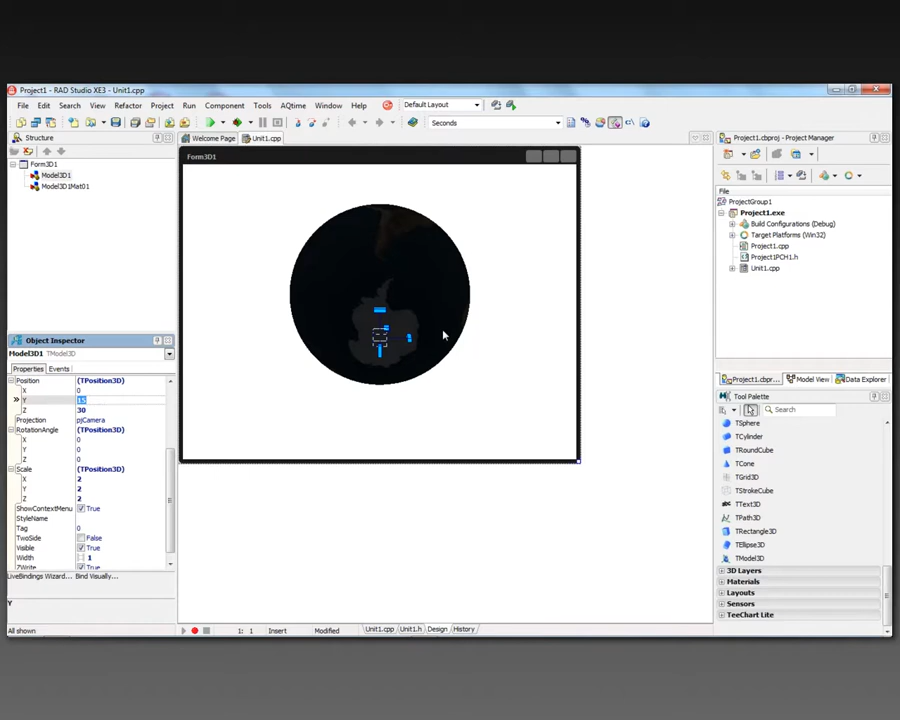 Project1 - RAD Studio XE3 - Unit1.cpp
File Edit Search View Refactor Project Run Component Tools AQtime Window Help Default Layout
Seconds
Structure
Form3D1
Model3D1
Model3D1Mat01
Welcome Page Unit1.cpp
Form3D1
Object Inspector
Model3D1 TModel3D
Properties Events
Position (TPosition3D)
X 0
Y 15
Z 30
Projection pjCamera
RotationAngle (TPosition3D)
X 0
Y 0
Z 0
Scale (TPosition3D)
X 2
Y 2
Z 2
ShowContextMenu True
StyleName
Tag 0
TwoSide False
Visible True
Width 1
ZWrite True
LiveBindings Wizard... Bind Visually...
Y
All shown
1: 1 Insert Modified
Unit1.cpp Unit1.h Design History
Project1.cbproj - Project Manager
File
ProjectGroup1
Project1.exe
Build Configurations (Debug)
Target Platforms (Win32)
Project1.cpp
Project1PCH1.h
Unit1.cpp
Project1.cbpr... Model View Data Explorer
Tool Palette
Search
TSphere
TCylinder
TRoundCube
TCone
TGrid3D
TStrokeCube
TText3D
TPath3D
TRectangle3D
TEllipse3D
TModel3D
3D Layers
Materials
Layouts
Sensors
TeeChart Lite